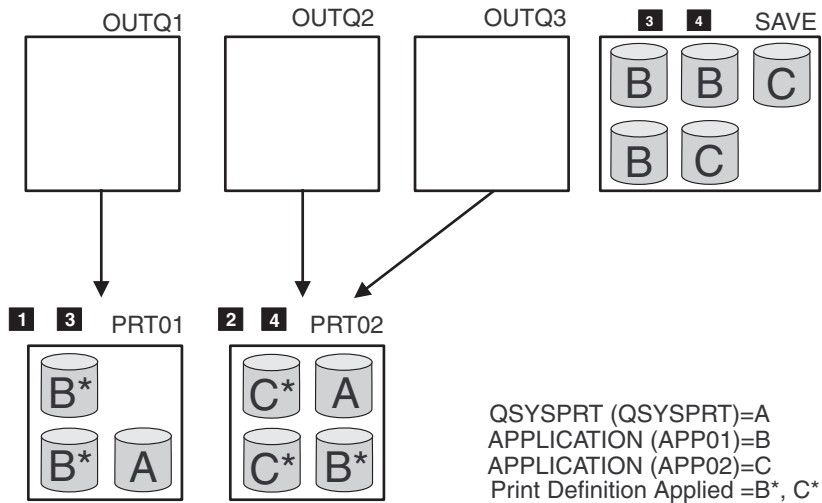 OUTQ1
OUTQ2
OUTQ3
3 4 SAVE
B B C
B C
1 3 PRT01
2 4 PRT02
B*
C* A
B* A
C* B*
QSYSPRT (QSYSPRT)=A
APPLICATION (APP01)=B
APPLICATION (APP02)=C
Print Definition Applied =B*, C*